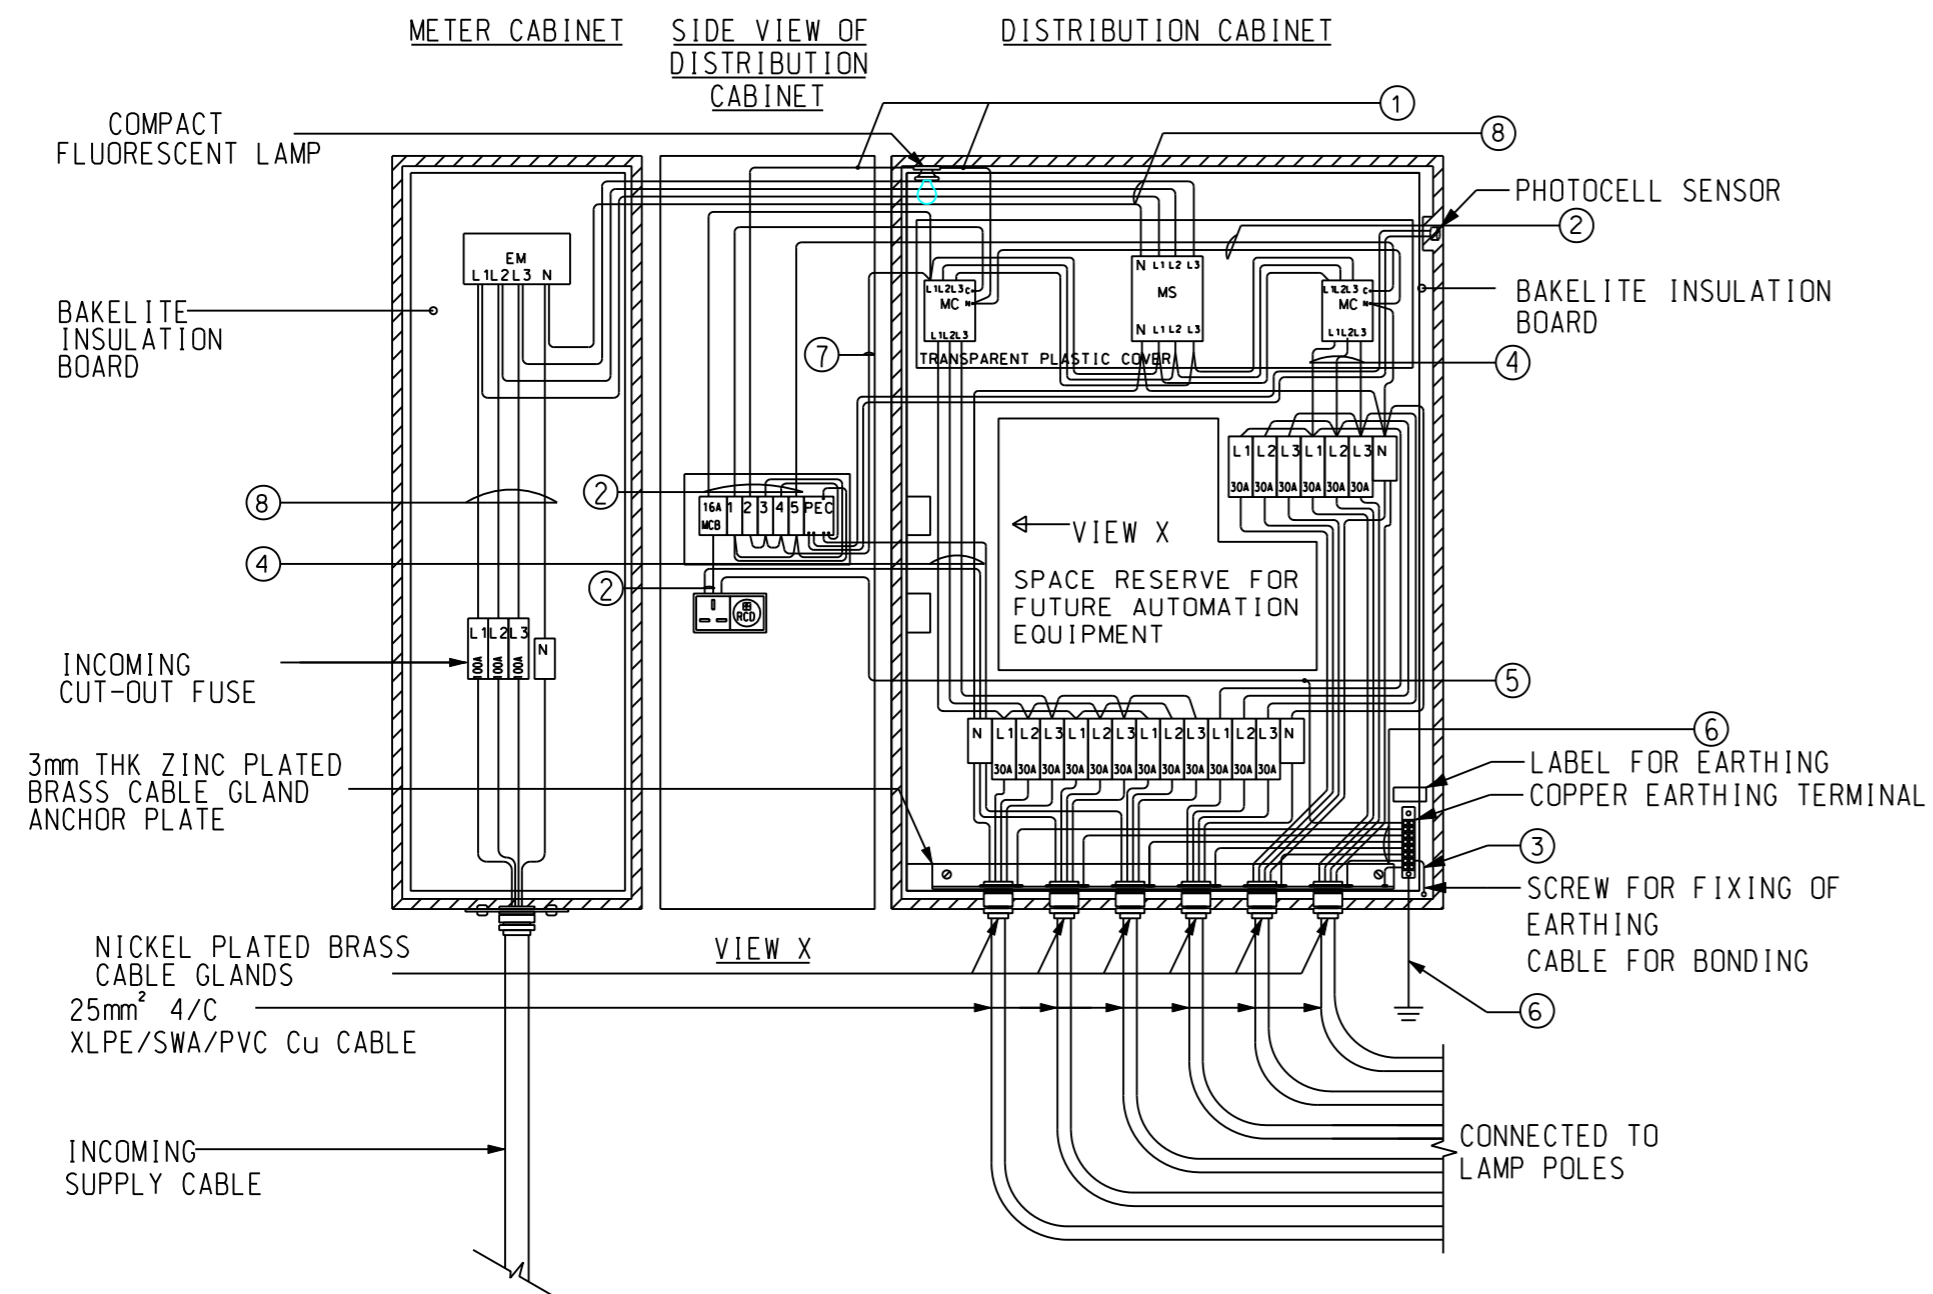 METER CABINET
SIDE VIEW OF
DISTRIBUTION
CABINET
DISTRIBUTION CABINET
1
COMPACT
FLUORESCENT LAMP
8
PHOTOCELL SENSOR
2
EM
L1 L2 L3 N
N L1 L2 L3
MS
N L1 L2 L3
L1 L2 L3 C
MC N
L1 L2 L3
L1 L2 L3 C
MC N
L1 L2 L3
BAKELITE
INSULATION
BOARD
BAKELITE INSULATION
BOARD
7
TRANSPARENT PLASTIC COVER
4
L1 L2 L3 L1 L2 L3 N
30A 30A 30A 30A 30A 30A
8
2
16A
MCB
1 2 3 4 5 PEC
VIEW X
4
2
RCD
SPACE RESERVE FOR
FUTURE AUTOMATION
EQUIPMENT
L1 L2 L3 N
100A 100A 100A
INCOMING
CUT-OUT FUSE
5
N L1 L2 L3 L1 L2 L3 L1 L2 L3 L1 L2 L3 N
30A 30A 30A 30A 30A 30A 30A 30A 30A 30A 30A 30A
6
3mm THK ZINC PLATED
BRASS CABLE GLAND
ANCHOR PLATE
LABEL FOR EARTHING
COPPER EARTHING TERMINAL
3
SCREW FOR FIXING OF
EARTHING
CABLE FOR BONDING
NICKEL PLATED BRASS
CABLE GLANDS
VIEW X
25mm² 4/C
XLPE/SWA/PVC Cu CABLE
6
INCOMING
SUPPLY CABLE
CONNECTED TO
LAMP POLES